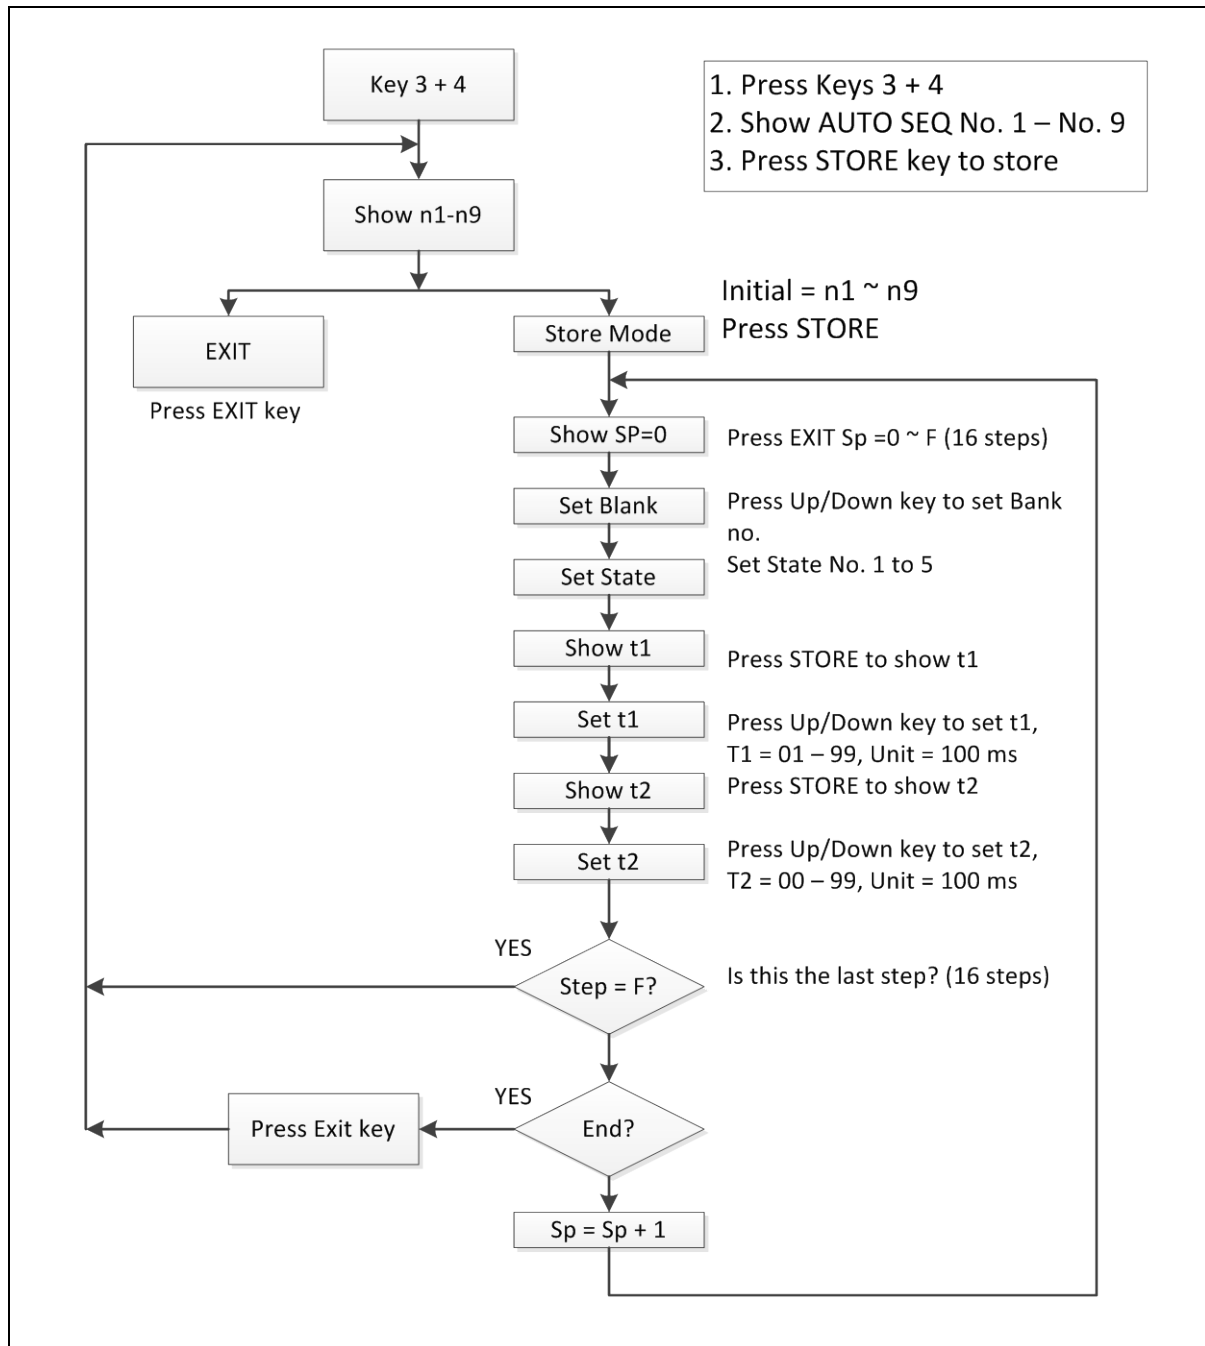 Key 3 + 4
1. Press Keys 3 + 4
2. Show AUTO SEQ No. 1 – No. 9
3. Press STORE key to store
Show n1-n9
Initial = n1 ~ n9
Press STORE
EXIT
Press EXIT key
Store Mode
Show SP=0
Press EXIT Sp =0 ~ F (16 steps)
Set Blank
Press Up/Down key to set Bank
no.
Set State
Set State No. 1 to 5
Show t1
Press STORE to show t1
Set t1
Press Up/Down key to set t1,
T1 = 01 – 99, Unit = 100 ms
Show t2
Press STORE to show t2
Set t2
Press Up/Down key to set t2,
T2 = 00 – 99, Unit = 100 ms
YES
Step = F?
Is this the last step? (16 steps)
YES
Press Exit key
End?
Sp = Sp + 1